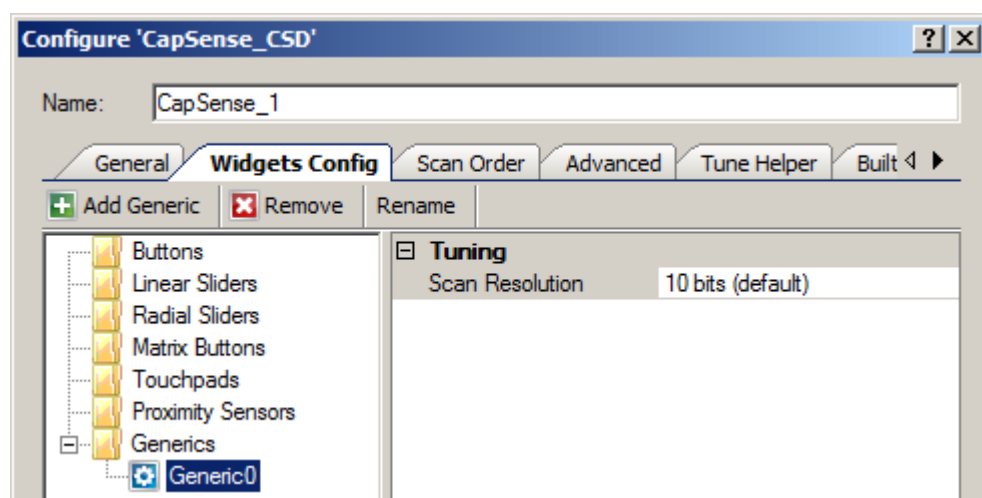 Configure 'CapSense_CSD'
Name: CapSense_1
General Widgets Config Scan Order Advanced Tune Helper Built
Add Generic Remove Rename
Buttons
Linear Sliders
Radial Sliders
Matrix Buttons
Touchpads
Proximity Sensors
Generics
Generic0
Tuning
Scan Resolution 10 bits (default)